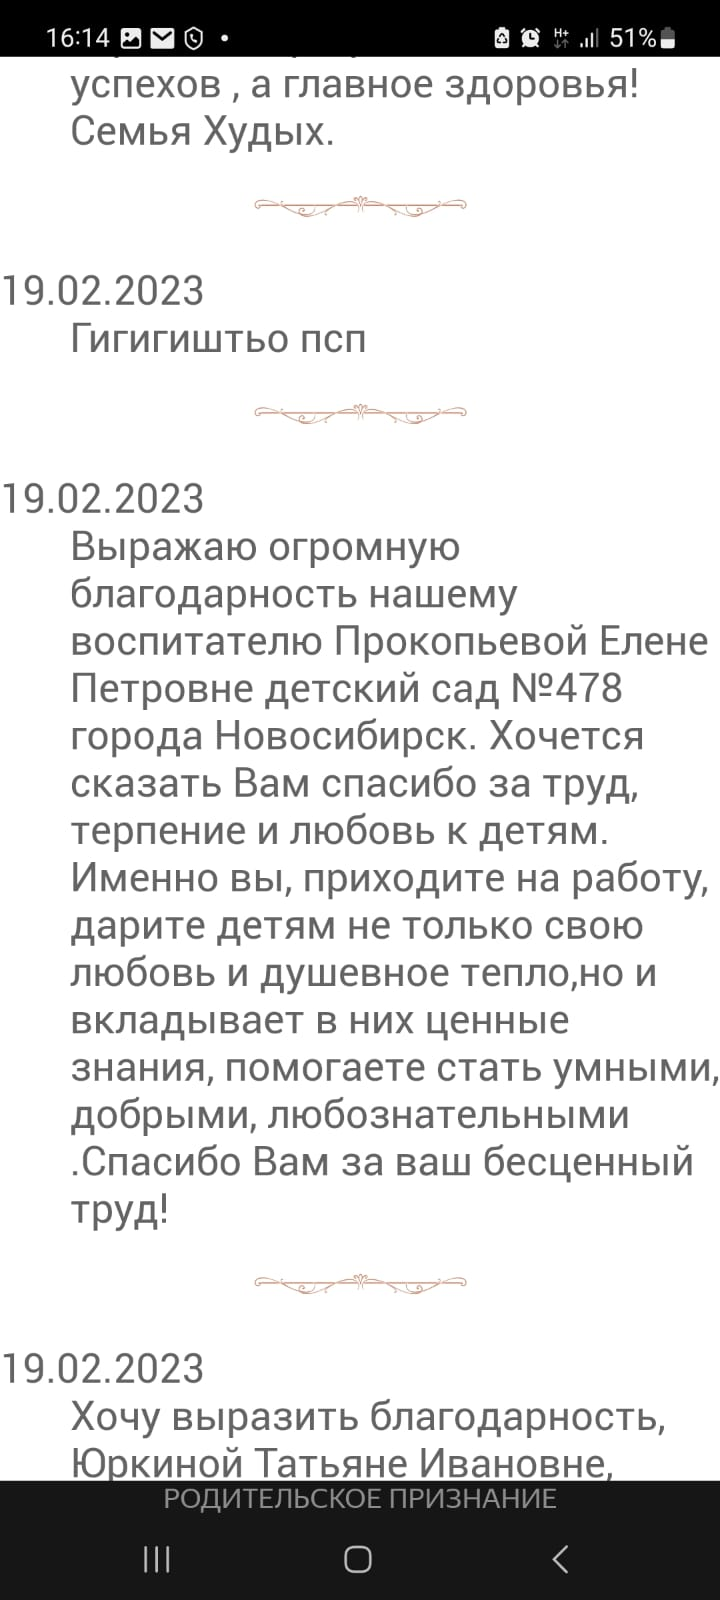 16:14
H+
51%
успехов , а главное здоровья!
Семья Худых.
19.02.2023
Гигигиштьо псп
19.02.2023
Выражаю огромную
благодарность нашему
воспитателю Прокопьевой Елене
Петровне детский сад №478
города Новосибирск. Хочется
сказать Вам спасибо за труд,
терпение и любовь к детям.
Именно вы, приходите на работу,
дарите детям не только свою
любовь и душевное тепло,но и
вкладывает в них ценные
знания, помогаете стать умными,
добрыми, любознательными
.Спасибо Вам за ваш бесценный
труд!
19.02.2023
Хочу выразить благодарность,
Юркиной Татьяне Ивановне,
РОДИТЕЛЬСКОЕ ПРИЗНАНИЕ